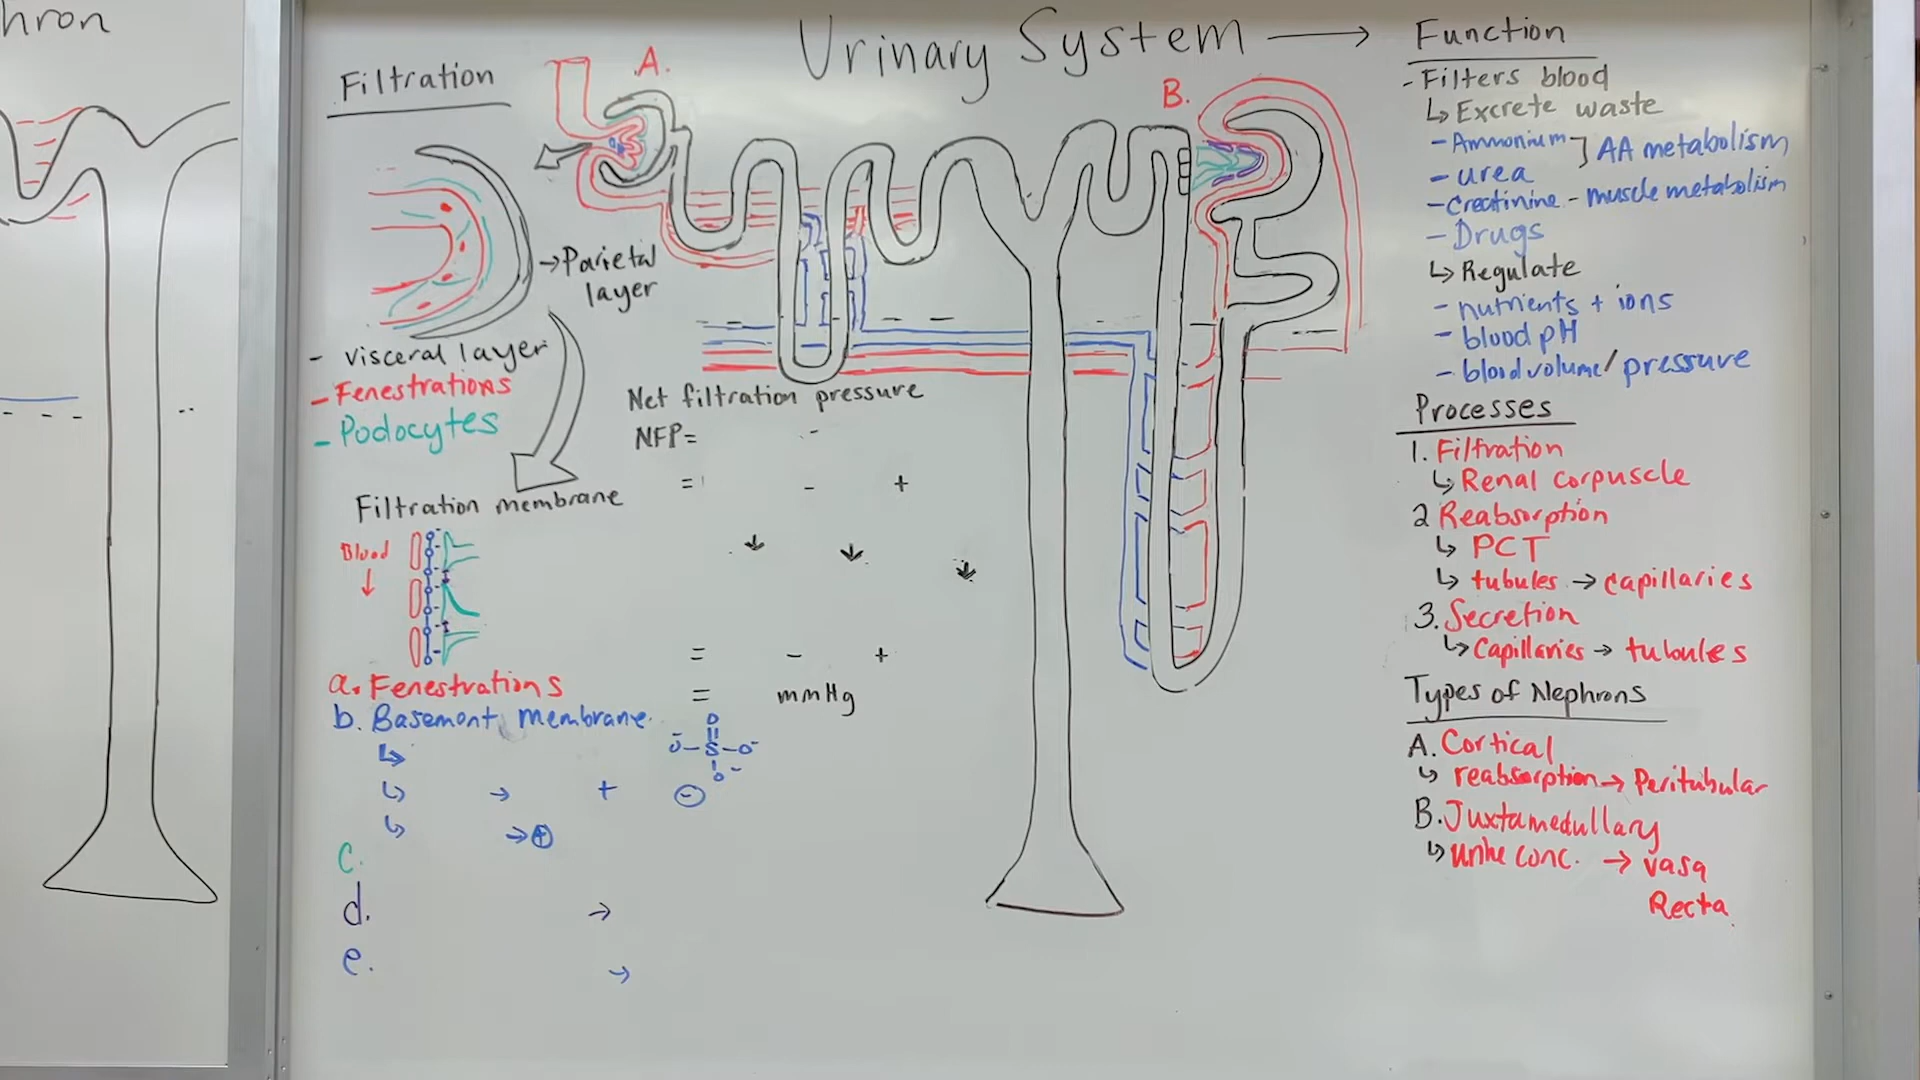 hron
Urinary System →
Filtration
A.
B.
→Parietal
layer
- visceral layer
- Fenestrations
- Podocytes
Filtration membrane
Blood
↓
a. Fenestrations
b. Basemont membrane
↳
↳ → +
↳ → +
c.
d. →
e. →
Net filtration pressure
NFP= -
= - +
↓ ↓ ↓
= - +
= mmHg
O
O⁻-S-O⁻
O⁻
-
Function
- Filters blood
↳ Excrete waste
- Ammonium ] AA metabolism
- urea
- Creatinine - muscle metabolism
- Drugs
↳ Regulate
- nutrients + ions
- blood pH
- blood volume / pressure
Processes
1. Filtration
↳ Renal corpuscle
2 Reabsorption
↳ PCT
↳ tubules → capillaries
3. Secretion
↳ Capillaries → tubules
Types of Nephrons
A. Cortical
↳ reabsorption → Peritubular
B. Juxtamedullary
↳ conc. → vasa
Recta